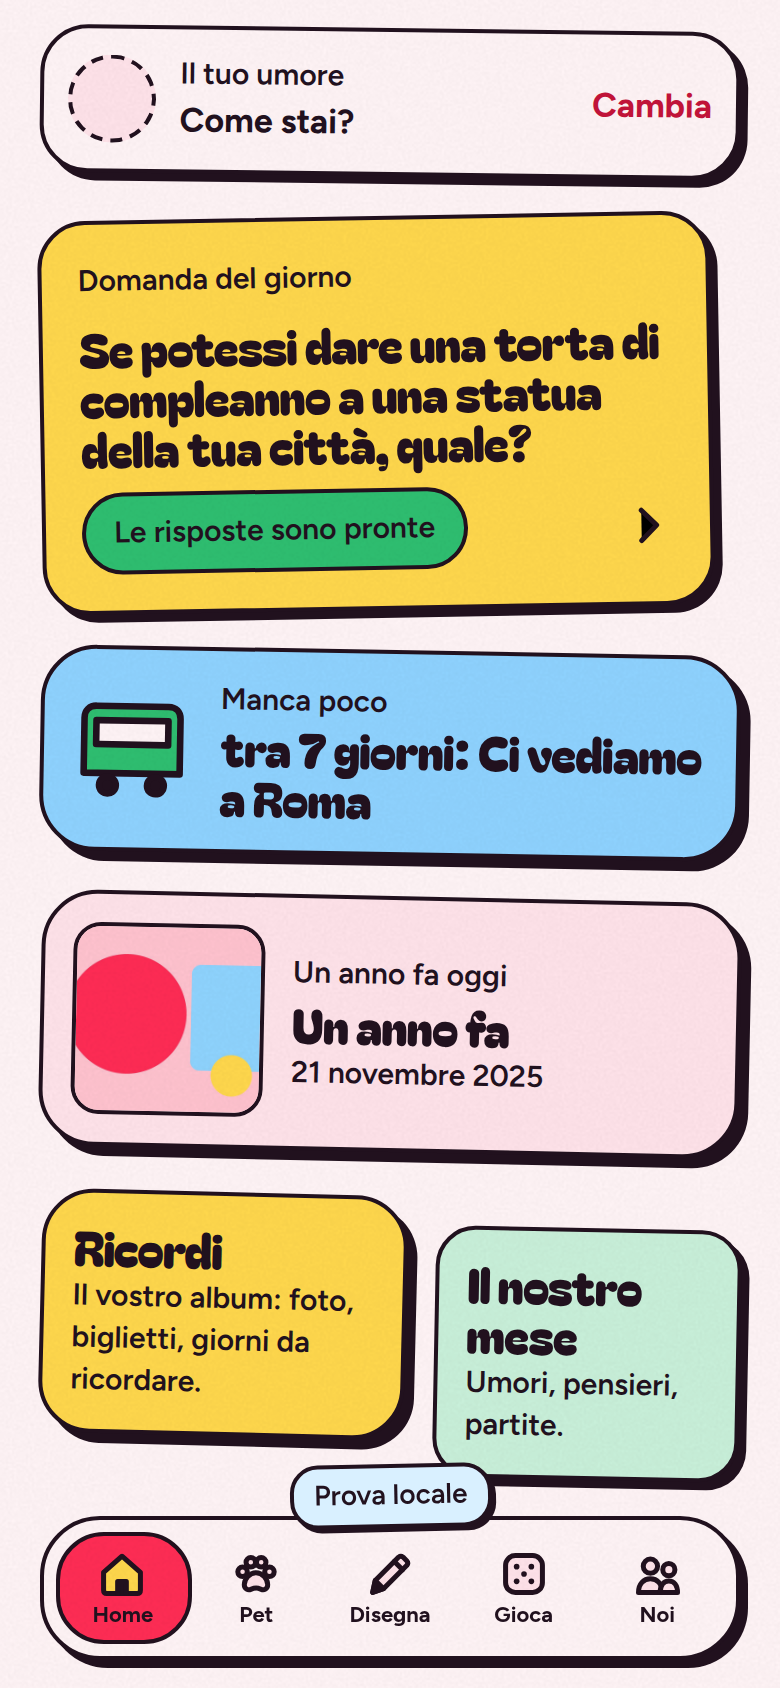 Il tuo umore
Come stai?
Cambia
Domanda del giorno
Se potessi dare una torta di
compleanno a una statua
della tua città, quale?
Le risposte sono pronte
Manca poco
tra 7 giorni: Ci vediamo
a Roma
Un anno fa oggi
Un anno fa
21 novembre 2025
Ricordi
Il vostro album: foto,
biglietti, giorni da
ricordare.
Il nostro
mese
Umori, pensieri,
partite.
Prova locale
Home
Pet
Disegna
Gioca
Noi